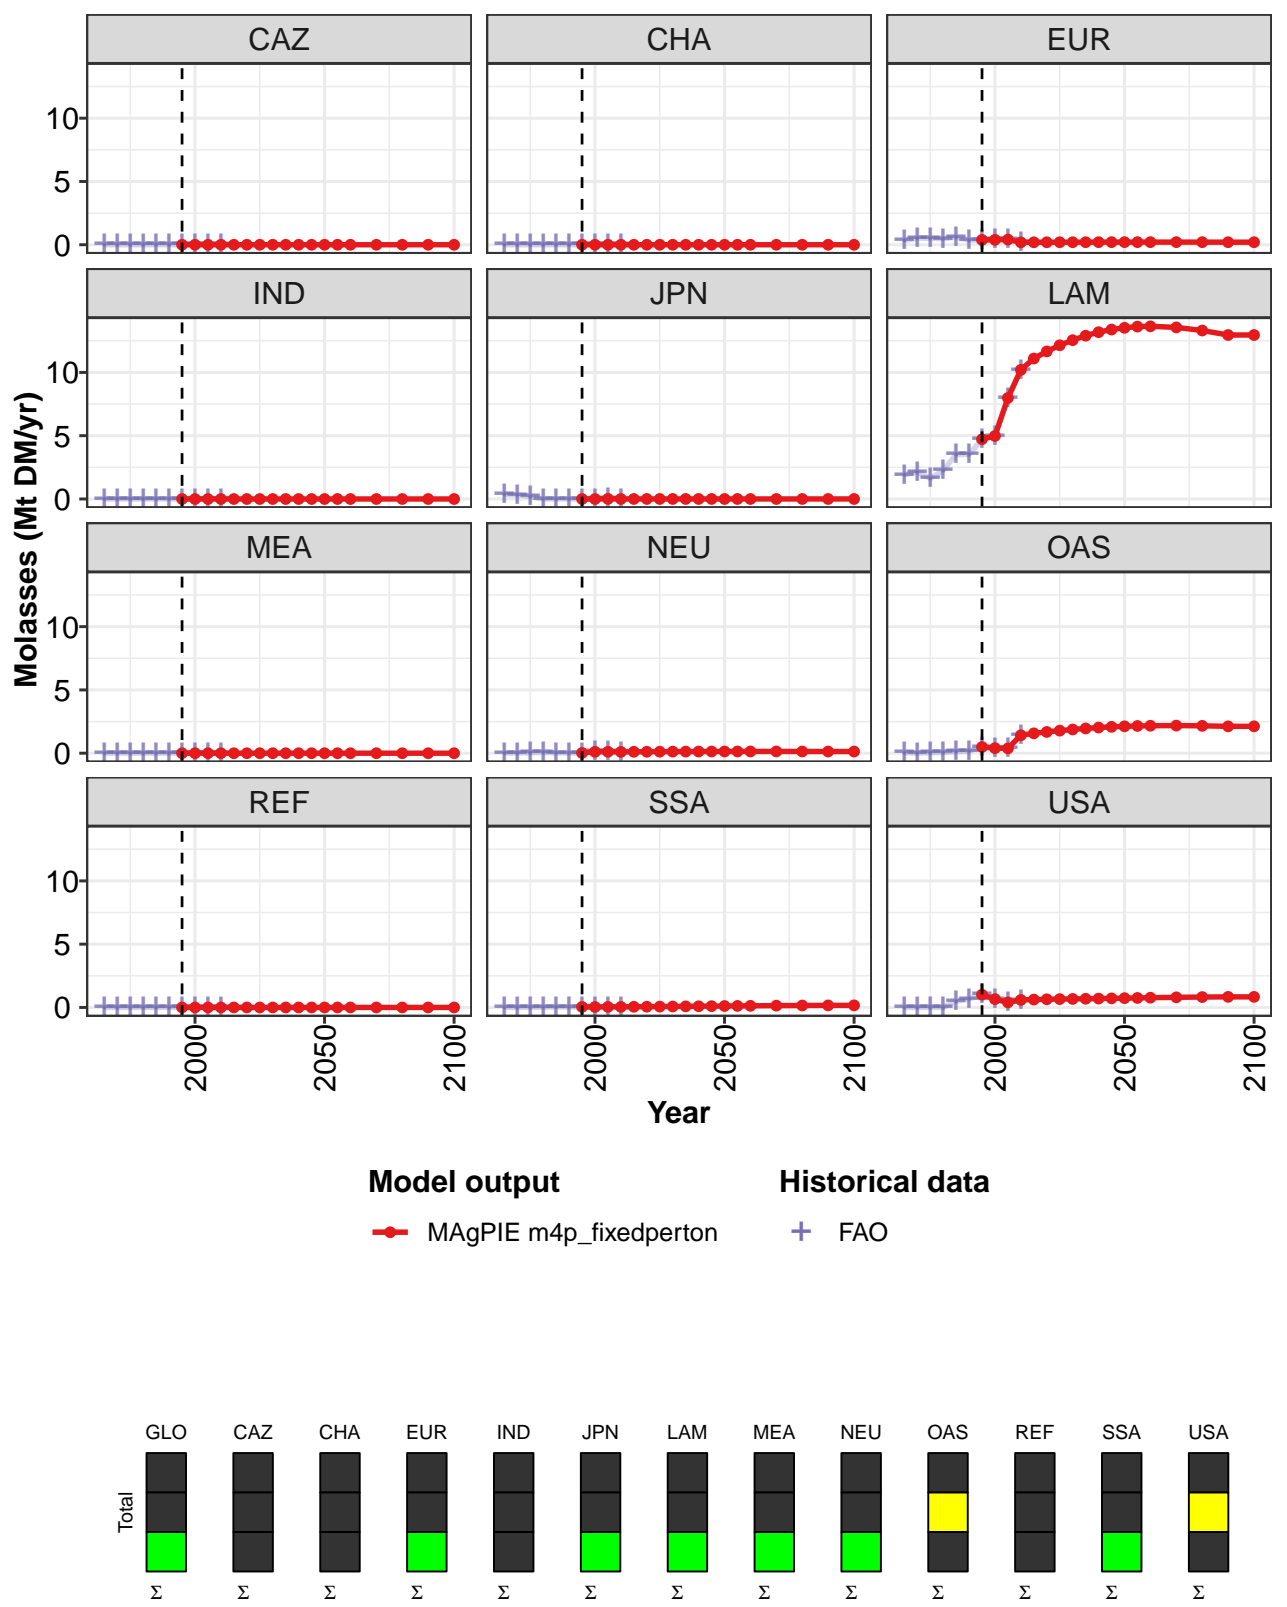 CAZ CHA EUR
10
5
0
IND JPN LAM
10
5
0
MEA NEU OAS
10
5
0
REF SSA USA
10
5
0
Molasses (Mt DM/yr)
2000 2050 2100 2000 2050 2100 2000 2050 2100
Year
Model output Historical data
MAgPIE m4p_fixedperton FAO
GLO CAZ CHA EUR IND JPN LAM MEA NEU OAS REF SSA USA
Total
Σ Σ Σ Σ Σ Σ Σ Σ Σ Σ Σ Σ Σ